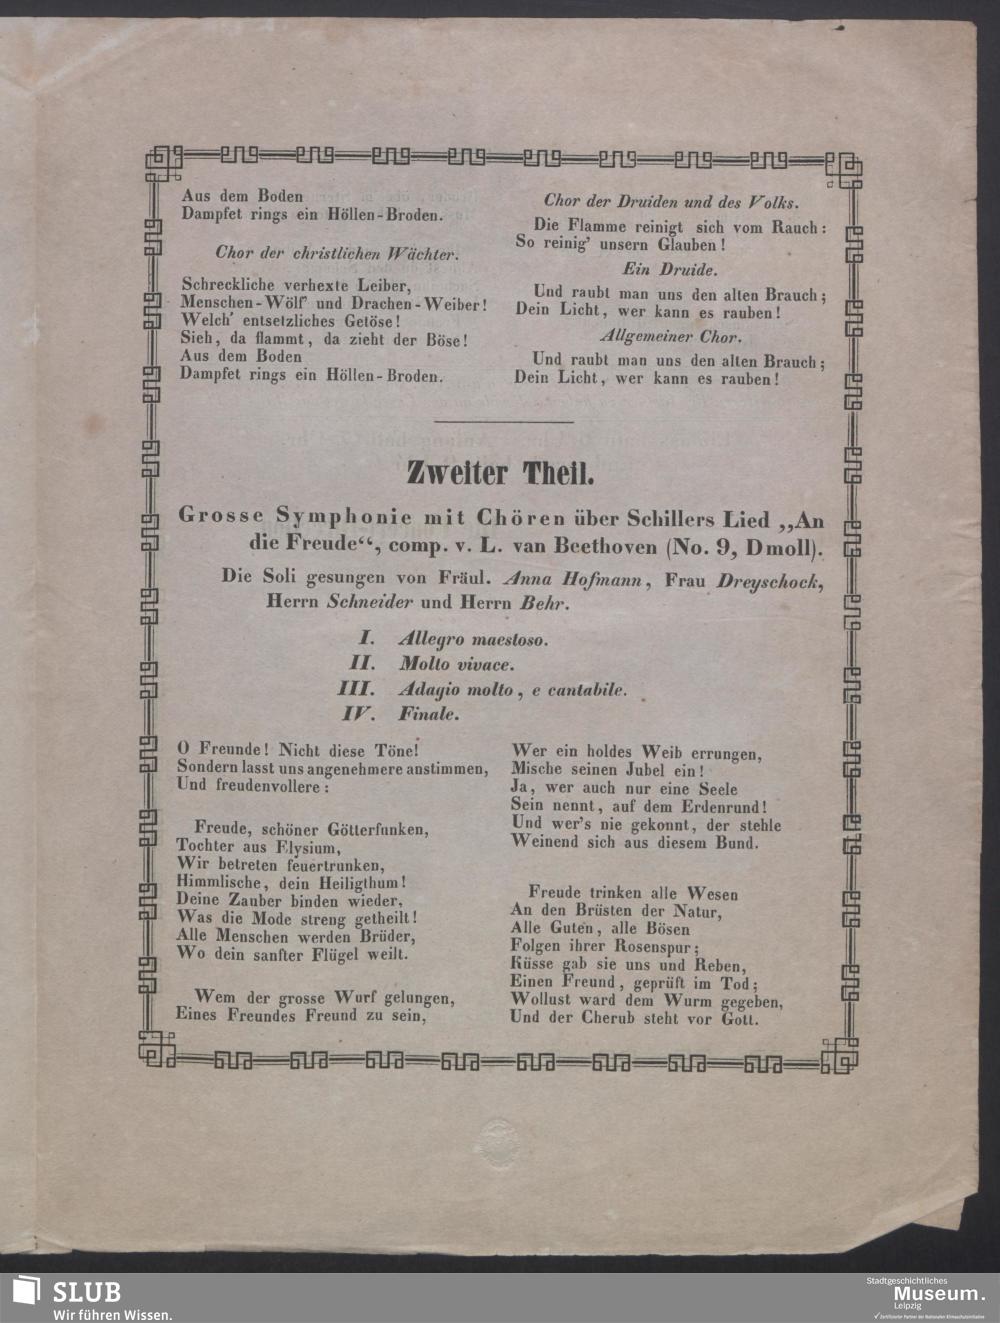 Aus dem Boden
Dampfet rings ein Höllen-Broden.
Chor der christlichen Wächter.
Schreckliche verhexte Leiber,
Menschen-Wölf' und Drachen-Weiber!
Welch' entsetzliches Getöse!
Sieh, da flammt, da zieht der Böse!
Aus dem Boden
Dampfet rings ein Höllen-Broden.
Chor der Druiden und des Volks.
Die Flamme reinigt sich vom Rauch:
So reinig' unsern Glauben!
Ein Druide.
Und raubt man uns den alten Brauch;
Dein Licht, wer kann es rauben!
Allgemeiner Chor.
Und raubt man uns den alten Brauch;
Dein Licht, wer kann es rauben!
Zweiter Theil.
Grosse Symphonie mit Chören über Schillers Lied „An
die Freude“, comp. v. L. van Beethoven (No. 9, Dmoll).
Die Soli gesungen von Fräul. Anna Hofmann, Frau Dreyschock,
Herrn Schneider und Herrn Behr.
I. Allegro maestoso.
II. Molto vivace.
III. Adagio molto, e cantabile.
IV. Finale.
O Freunde! Nicht diese Töne!
Sondern lasst uns angenehmere anstimmen,
Und freudenvollere:
Freude, schöner Götterfunken,
Tochter aus Elysium,
Wir betreten feuertrunken,
Himmlische, dein Heiligthum!
Deine Zauber binden wieder,
Was die Mode streng getheilt!
Alle Menschen werden Brüder,
Wo dein sanfter Flügel weilt.
Wem der grosse Wurf gelungen,
Eines Freundes Freund zu sein,
Wer ein holdes Weib errungen,
Mische seinen Jubel ein!
Ja, wer auch nur eine Seele
Sein nennt, auf dem Erdenrund!
Und wer's nie gekonnt, der stehle
Weinend sich aus diesem Bund.
Freude trinken alle Wesen
An den Brüsten der Natur,
Alle Guten, alle Bösen
Folgen ihrer Rosenspur;
Küsse gab sie uns und Reben,
Einen Freund, geprüft im Tod;
Wollust ward dem Wurm gegeben,
Und der Cherub steht vor Gott.
SLUB
Wir führen Wissen.
Stadtgeschichtliches
Museum.
Leipzig
Zertifizierter Partner der Nationalen Klimaschutzinitiative